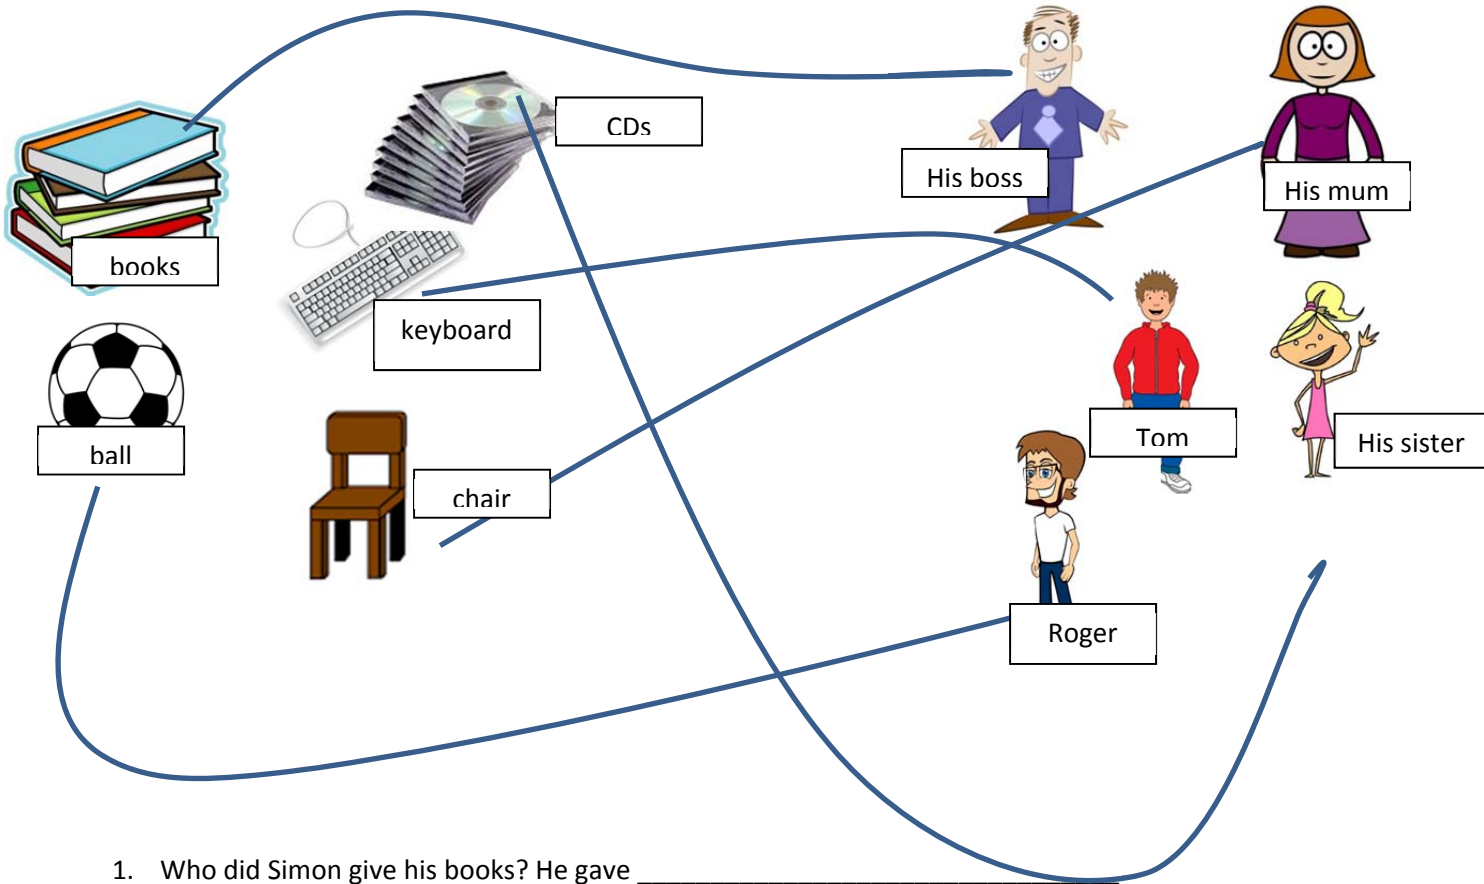 CDs
His boss
His mum
books
keyboard
ball
Tom
His sister
chair
Roger
1. Who did Simon give his books? He gave ___________________________________